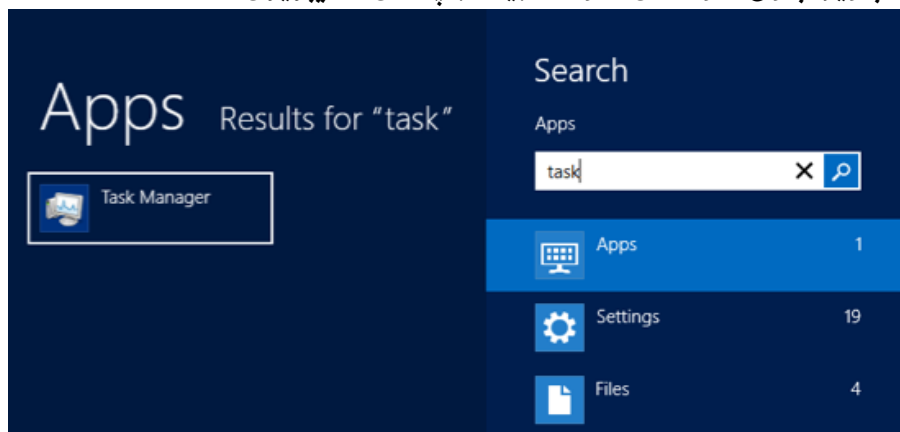 Apps Results for "task"
Task Manager
Search
Apps
task
Apps 1
Settings 19
Files 4